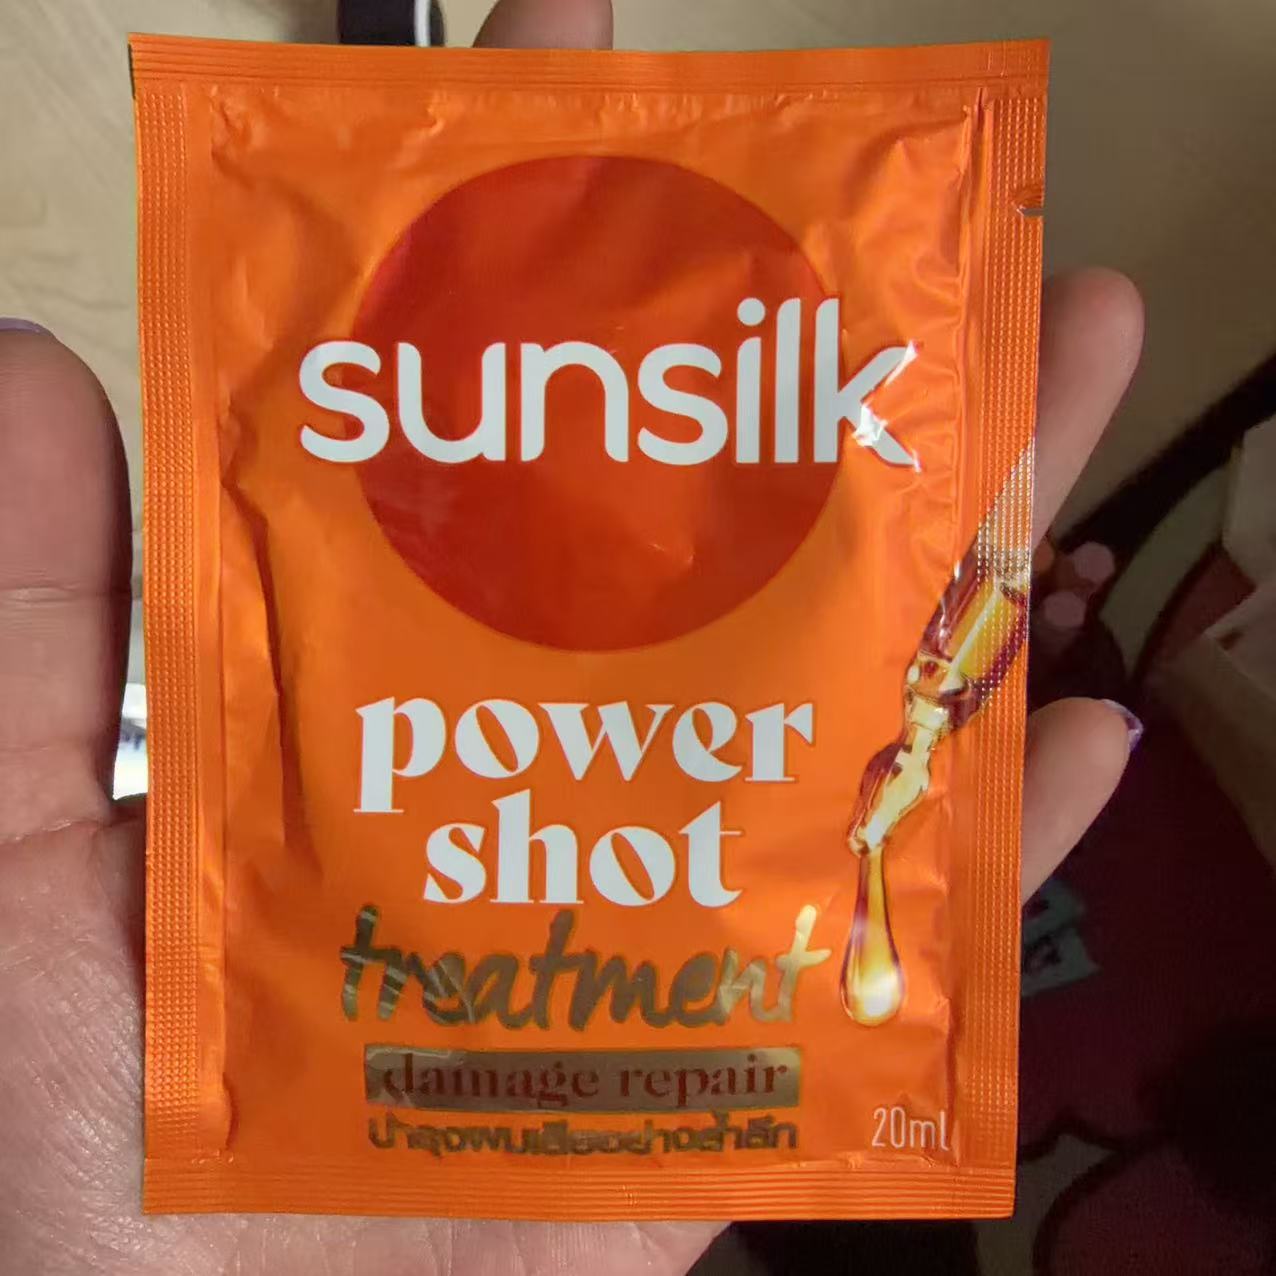 sunsilk
power
shot
treatment
damage repair
บำรุงผมเสียอย่างล้ำลึก
20ml